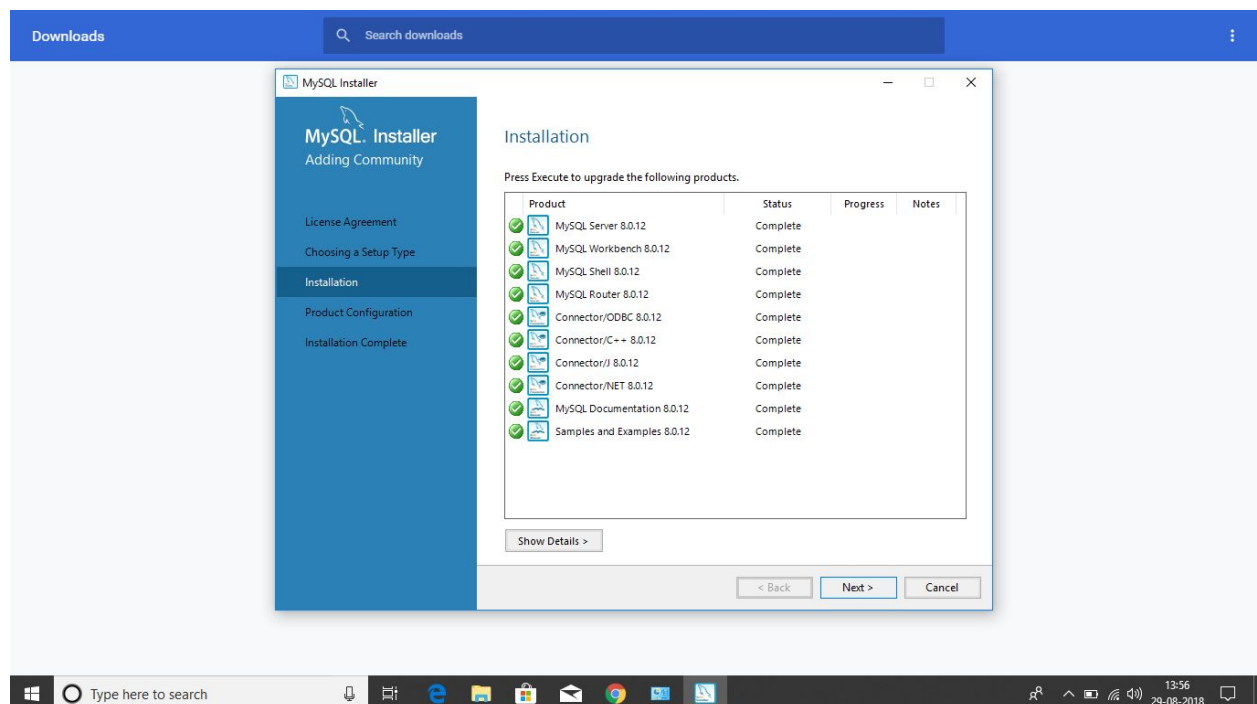 Downloads
Search downloads
MySQL Installer
MySQL. Installer
Adding Community
License Agreement
Choosing a Setup Type
Installation
Product Configuration
Installation Complete
Installation
Press Execute to upgrade the following products.
Product Status Progress Notes
MySQL Server 8.0.12 Complete
MySQL Workbench 8.0.12 Complete
MySQL Shell 8.0.12 Complete
MySQL Router 8.0.12 Complete
Connector/ODBC 8.0.12 Complete
Connector/C++ 8.0.12 Complete
Connector/J 8.0.12 Complete
Connector/NET 8.0.12 Complete
MySQL Documentation 8.0.12 Complete
Samples and Examples 8.0.12 Complete
Show Details >
< Back Next > Cancel
Type here to search
13:56
29-08-2018